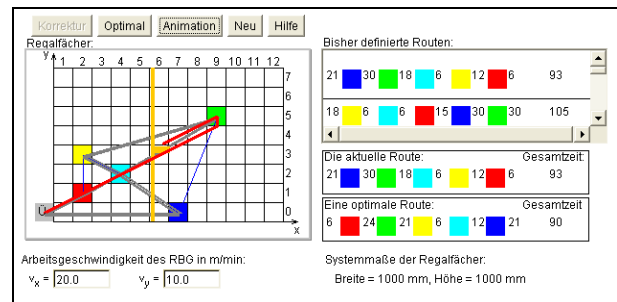 Korrektur Optimal Animation Neu Hilfe
Regalfächer:
y 1 2 3 4 5 6 7 8 9 10 11 12
7
6
5
4
3
2
1
Ü 0
x
Arbeitsgeschwindigkeit des RBG in m/min:
vx = 20.0 vy = 10.0
Bisher definierte Routen:
21 30 18 6 12 6 93
18 6 6 15 30 30 105
Die aktuelle Route: Gesamtzeit:
21 30 18 6 12 6 93
Eine optimale Route: Gesamtzeit
6 24 21 6 12 21 90
Systemmaße der Regalfächer:
Breite = 1000 mm, Höhe = 1000 mm